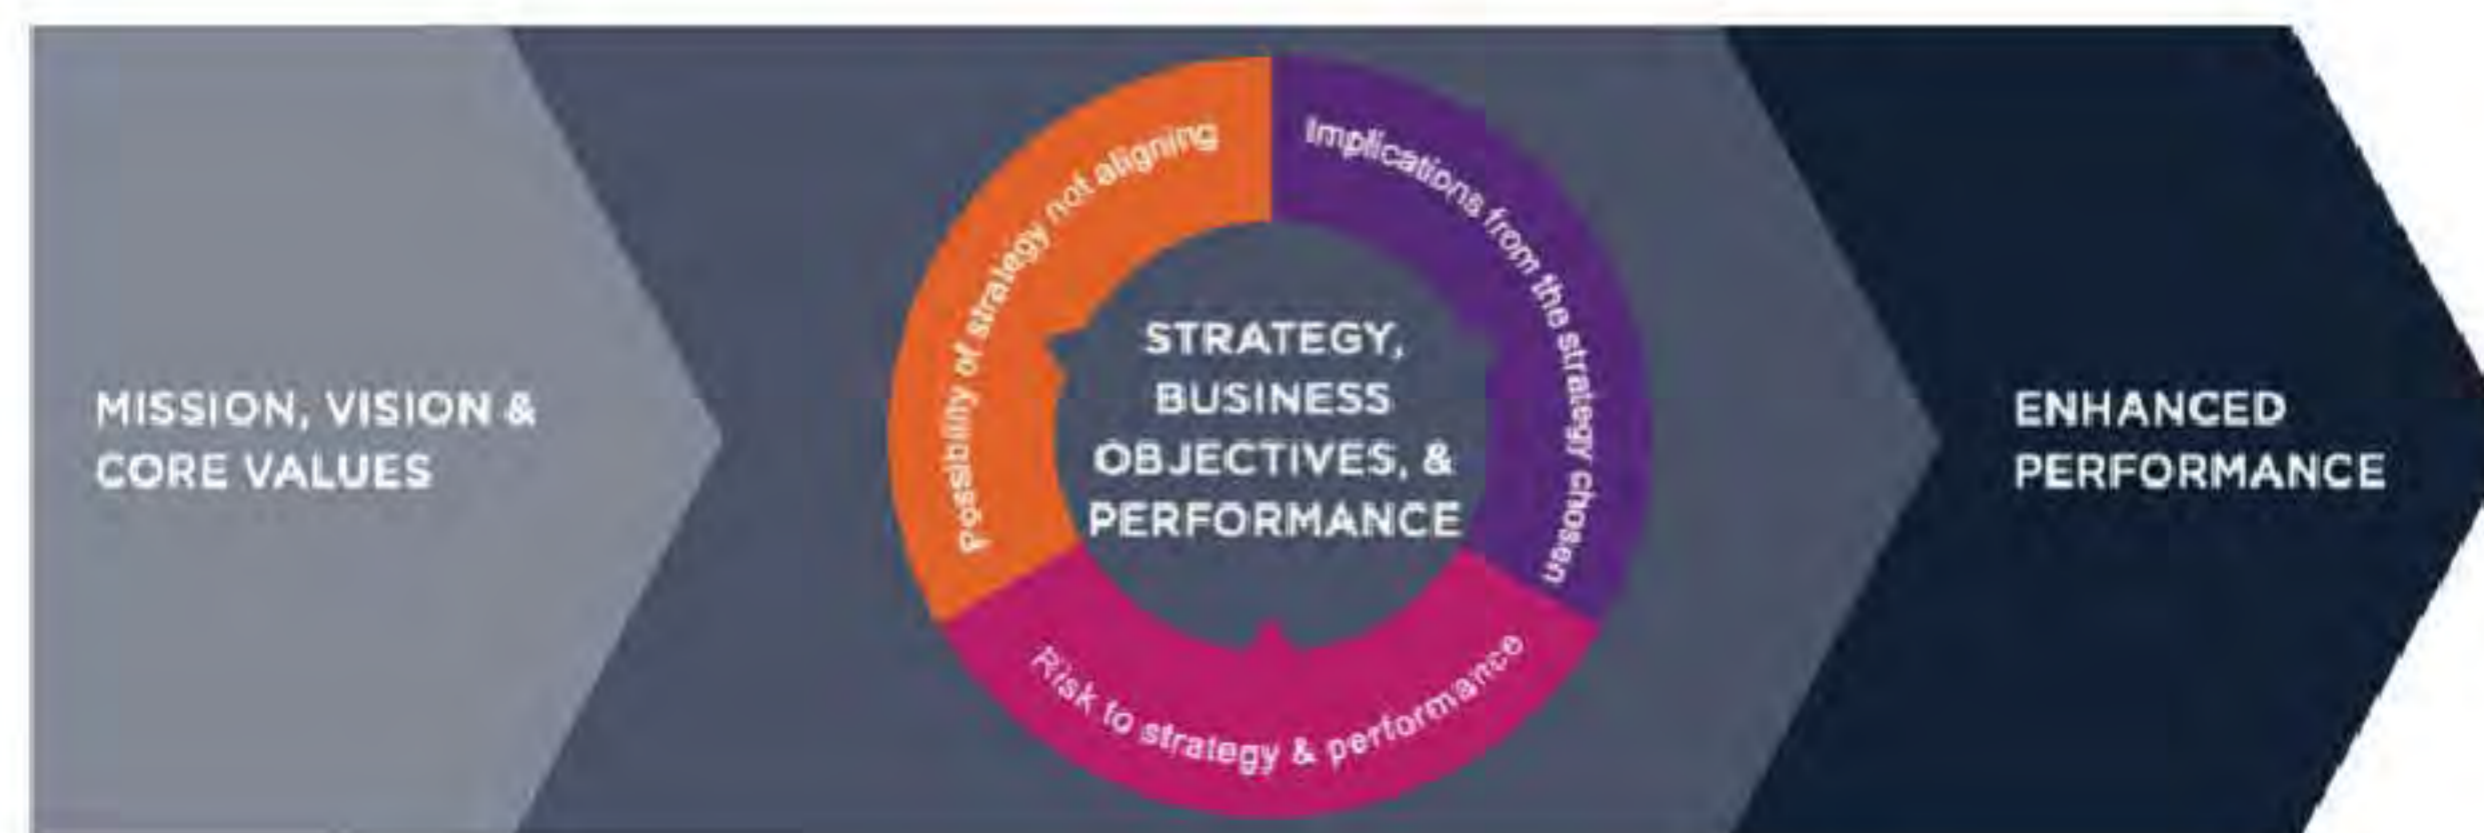 MISSION, VISION &
CORE VALUES
Possibility of strategy not aligning
Implications from the strategy chosen
STRATEGY,
BUSINESS
OBJECTIVES, &
PERFORMANCE
Risk to strategy & performance
ENHANCED
PERFORMANCE